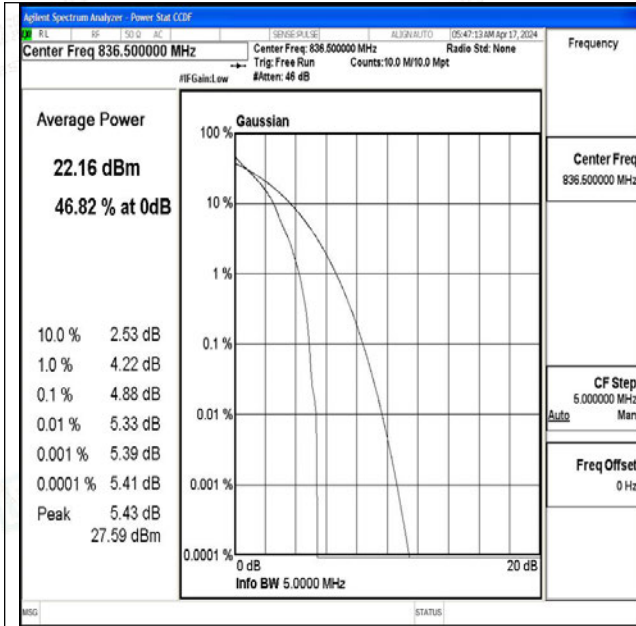 Agilent Spectrum Analyzer - Power Stat CCDF
RL RF 50 Ω AC SENSE:PULSE ALIGNAUTO 05:47:13 AM Apr 17, 2024
Center Freq 836.500000 MHz
Center Freq: 836.500000 MHz Radio Std: None
Trig: Free Run Counts:10.0 M/10.0 Mpt
#IFGain:Low #Atten: 46 dB
Frequency
Average Power
22.16 dBm
46.82 % at 0dB
10.0 % 2.53 dB
1.0 % 4.22 dB
0.1 % 4.88 dB
0.01 % 5.33 dB
0.001 % 5.39 dB
0.0001 % 5.41 dB
Peak 5.43 dB
27.59 dBm
Gaussian
100 %
10 %
1 %
0.1 %
0.01 %
0.001 %
0.0001 %
0 dB 20 dB
Info BW 5.0000 MHz
Center Freq
836.500000 MHz
CF Step
5.000000 MHz
Auto Man
Freq Offset
0 Hz
MSG STATUS